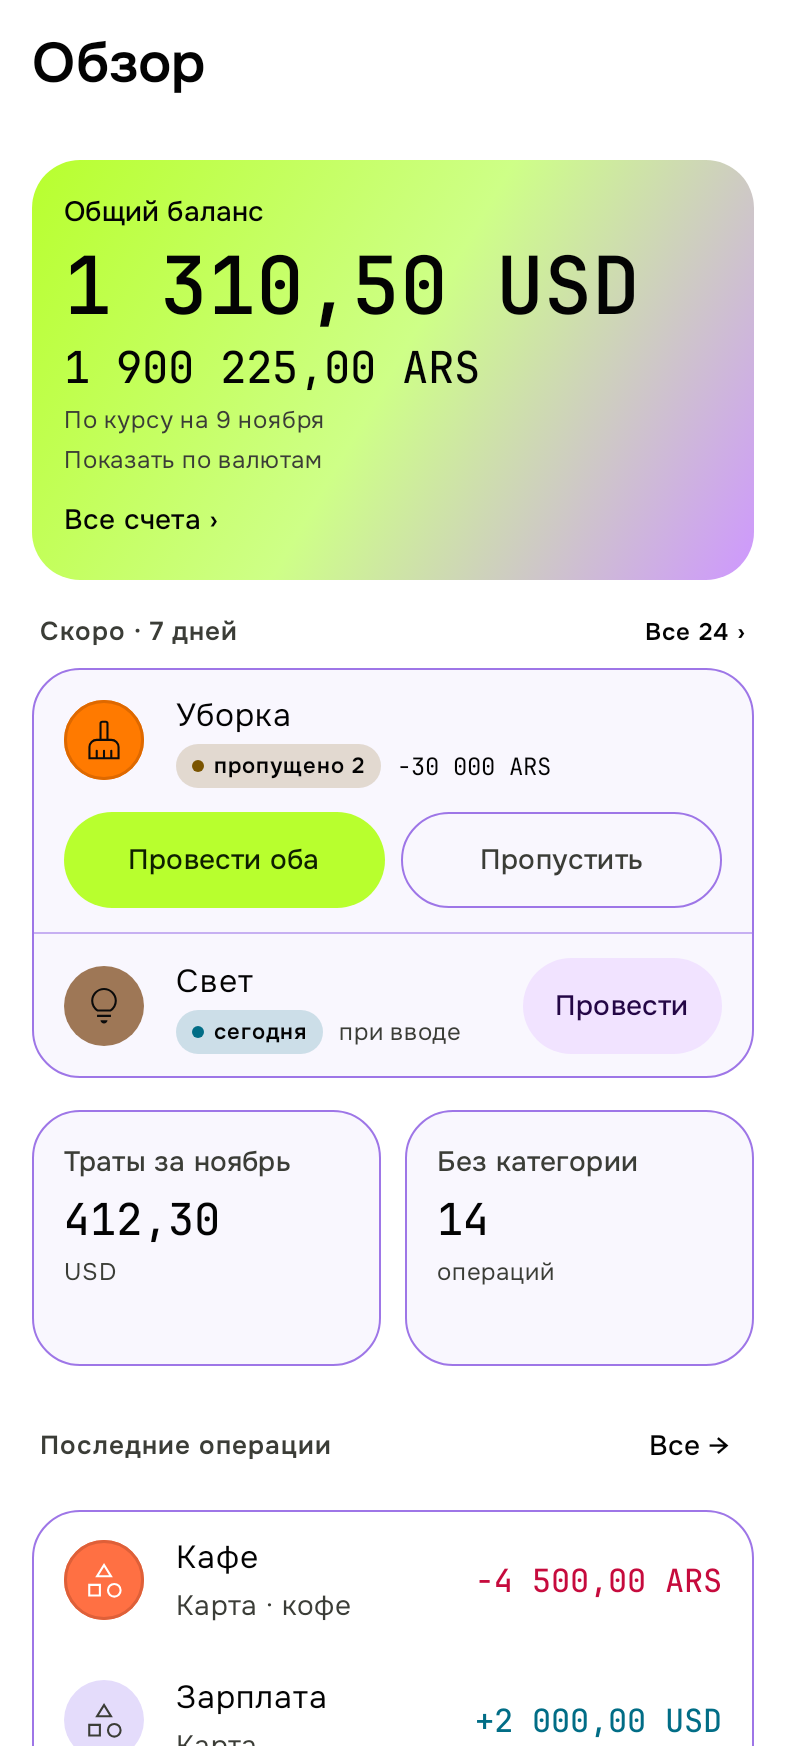 Обзор
Общий баланс
1 310,50 USD
1 900 225,00 ARS
По курсу на 9 ноября
Показать по валютам
Все счета ›
Скоро · 7 дней
Все 24 ›
Уборка
пропущено 2
-30 000 ARS
Провести оба
Пропустить
Свет
сегодня
при вводе
Провести
Траты за ноябрь
412,30
USD
Без категории
14
операций
Последние операции
Все →
Кафе
Карта · кофе
-4 500,00 ARS
Зарплата
Карта
+2 000,00 USD